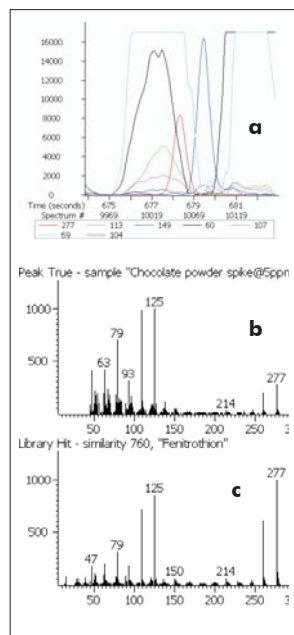 16000
14000
12000
10000
8000
6000
4000
2000
0
a
Time (seconds) 675 677 679 681
Spectrum # 9969 10019 10069 10119
277 113 149 60 107
69 104
Peak True - sample "Chocolate powder spike@5ppm
b
1000
500
125
79
63
93
214
277
50 100 150 200 250
Library Hit - similarity 760, "Fenitrothion"
c
1000
500
125
277
47
79
150
214
50 100 150 200 250